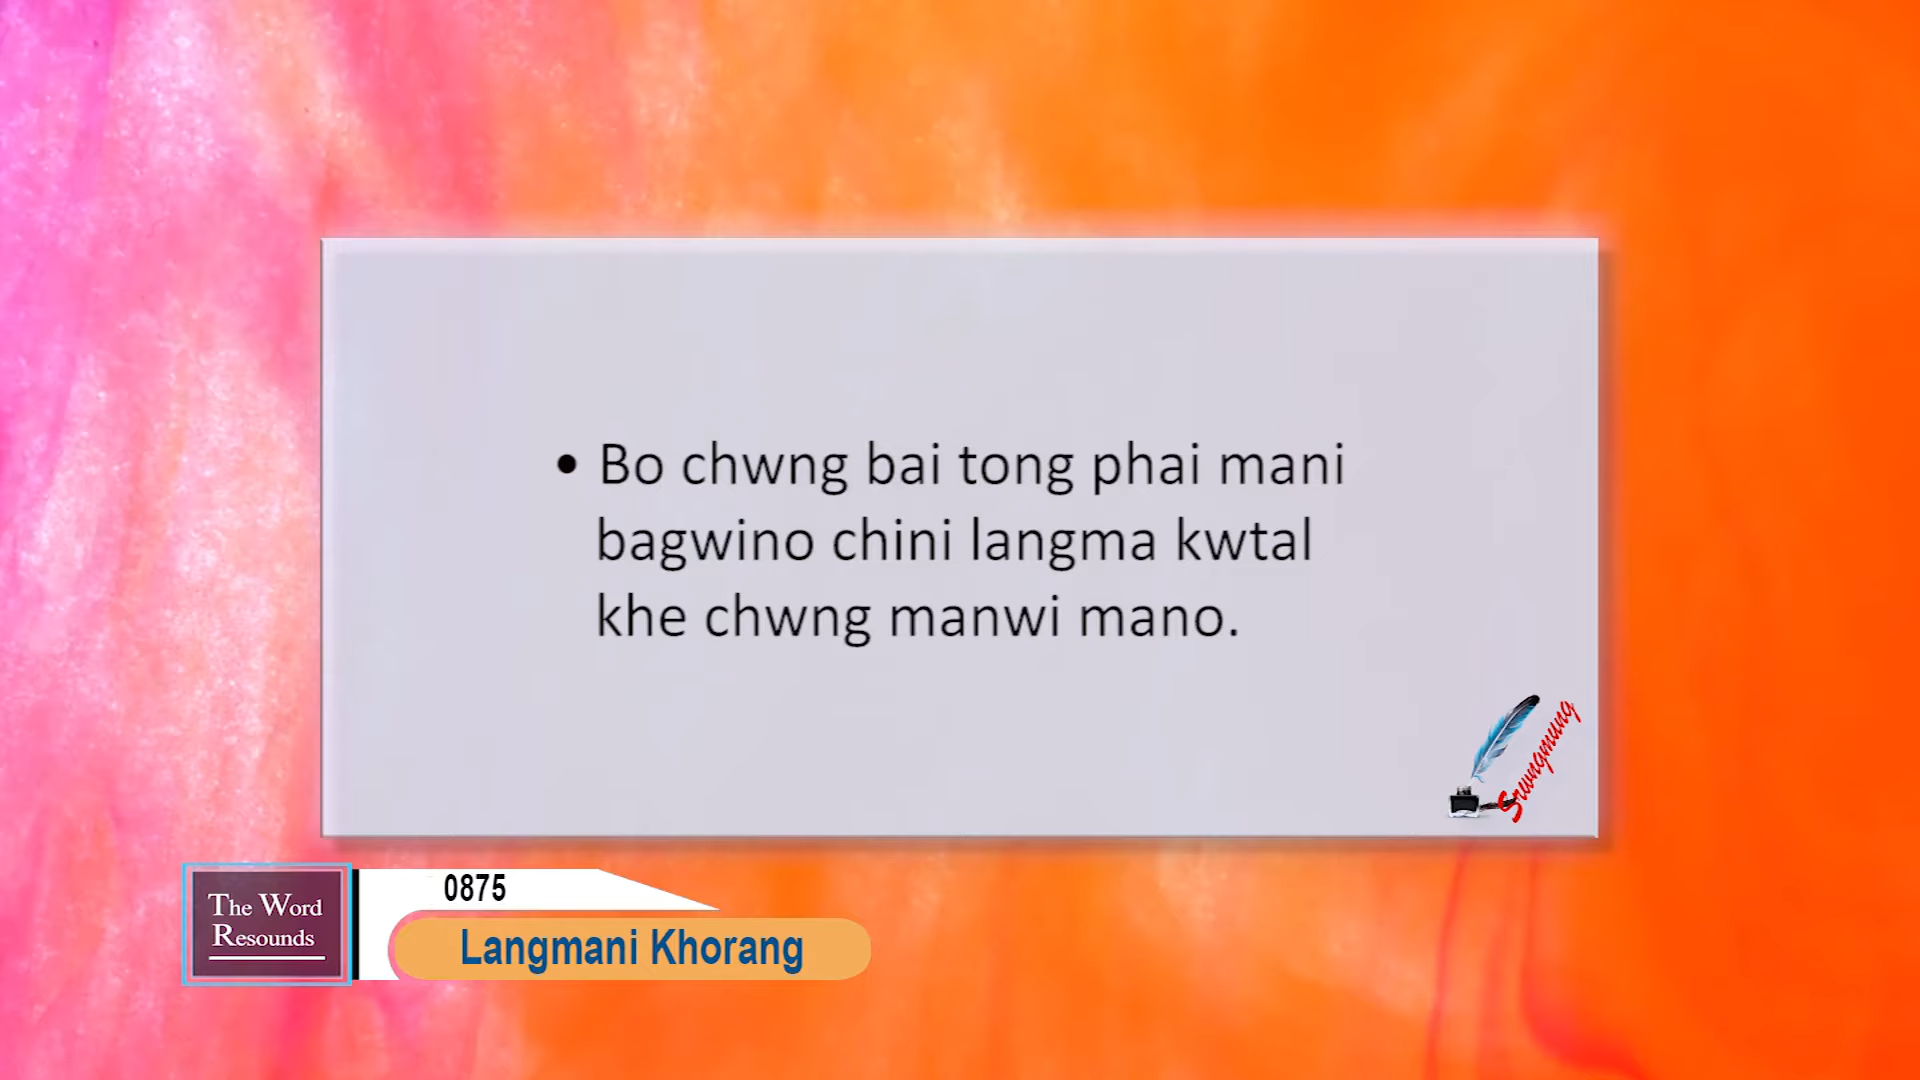 • Bo chwng bai tong phai mani
bagwino chini langma kwtal
khe chwng manwi mano.
Srwngmung
0875
The Word
Resounds
Langmani Khorang